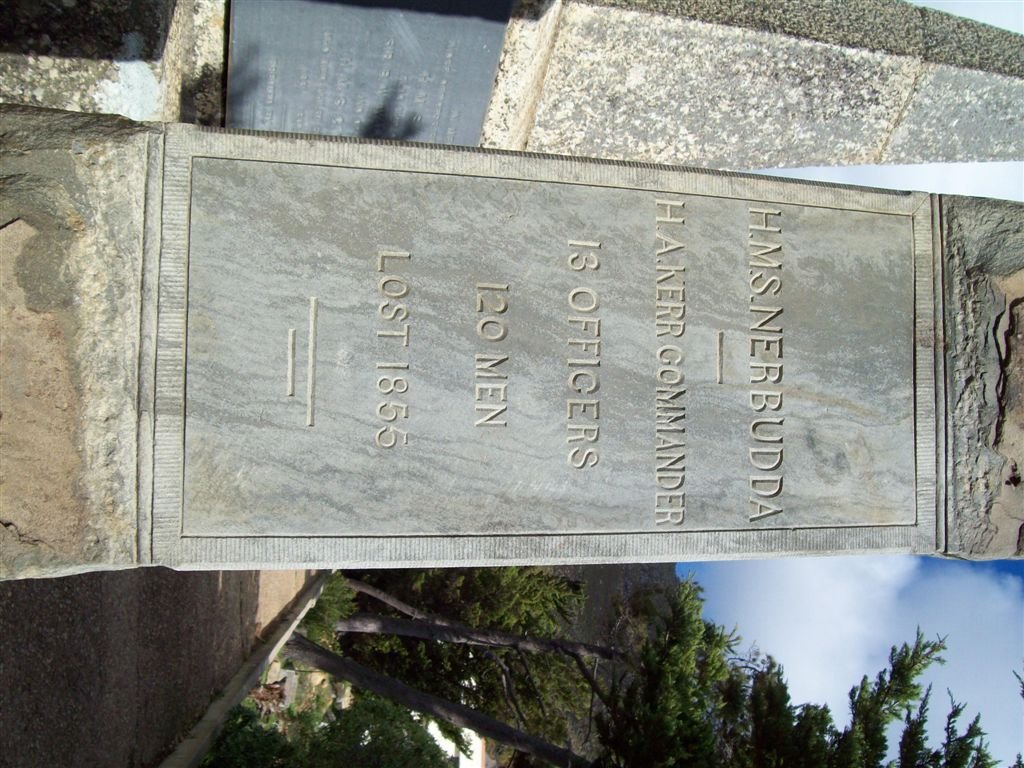 H.M.S. NERBUDDA
H.A. KERR COMMANDER
13 OFFICERS
120 MEN
LOST 1855